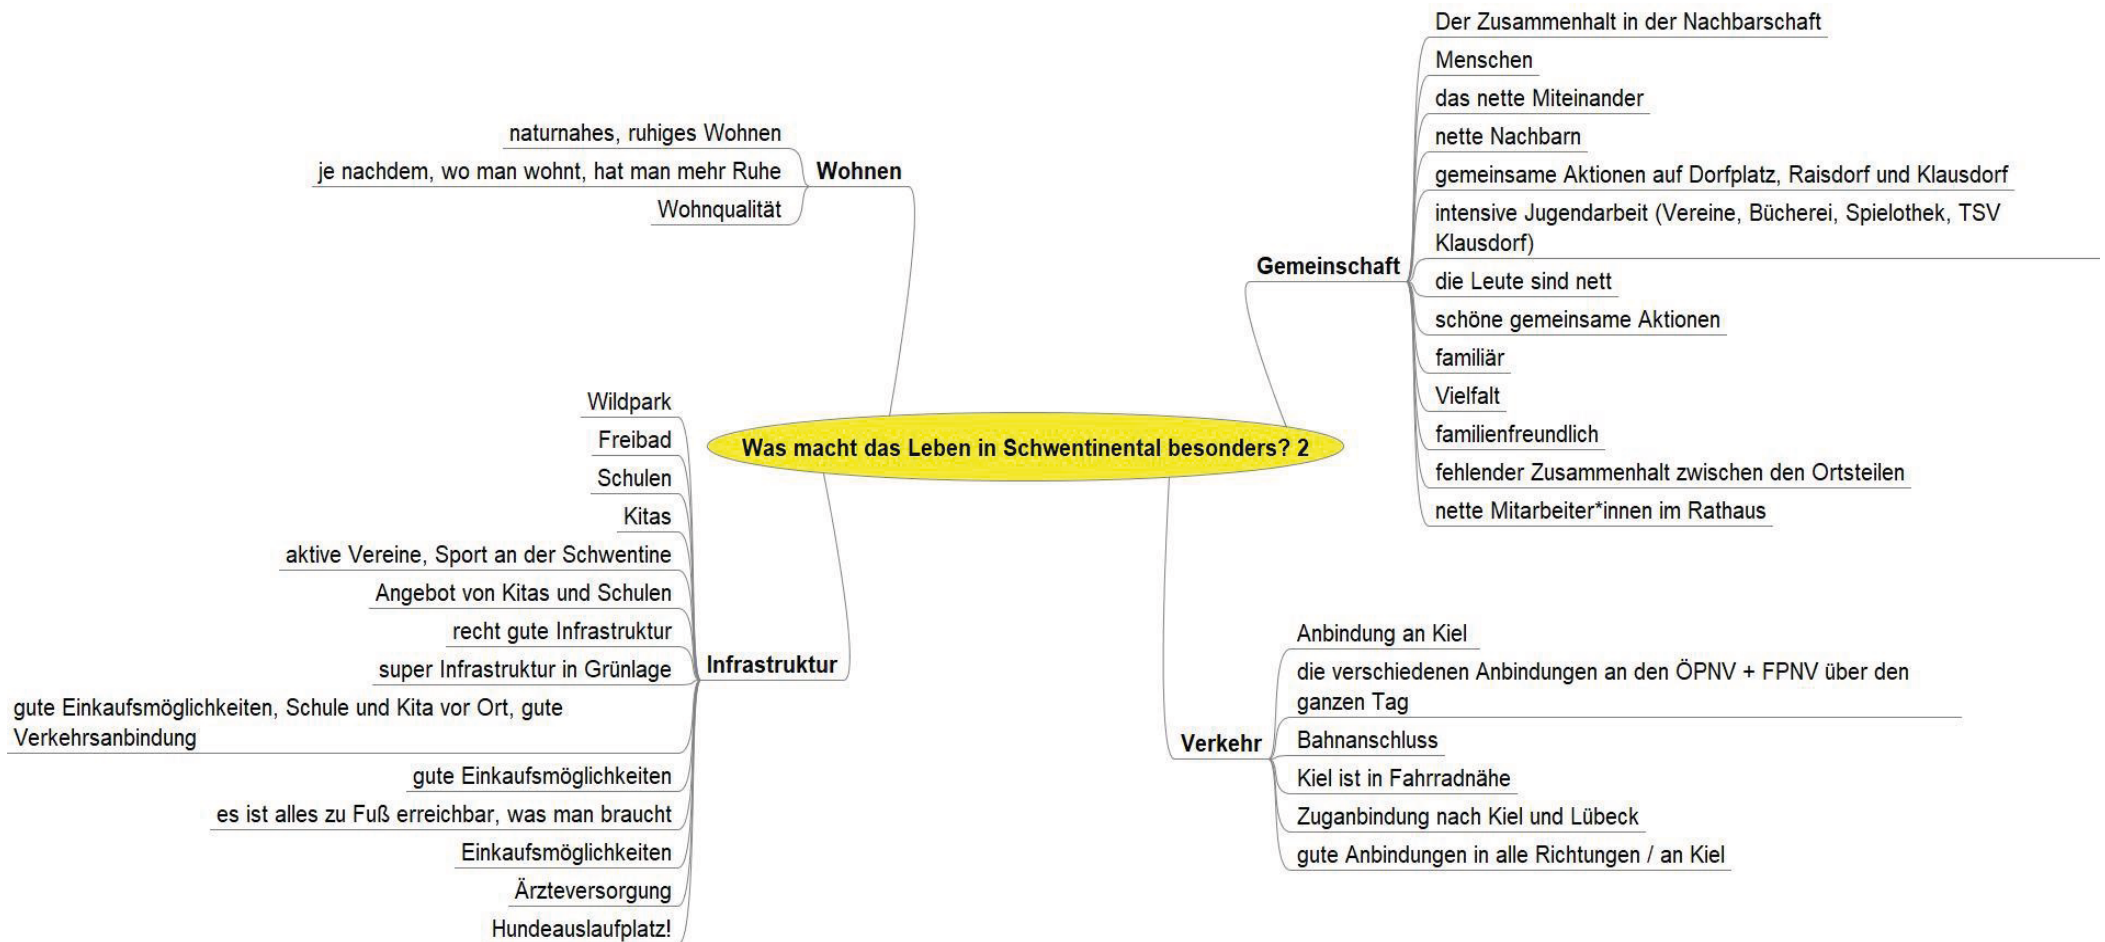 Was macht das Leben in Schwentinental besonders? 2
Wohnen
naturnahes, ruhiges Wohnen
je nachdem, wo man wohnt, hat man mehr Ruhe
Wohnqualität
Infrastruktur
Wildpark
Freibad
Schulen
Kitas
aktive Vereine, Sport an der Schwentine
Angebot von Kitas und Schulen
recht gute Infrastruktur
super Infrastruktur in Grünlage
gute Einkaufsmöglichkeiten, Schule und Kita vor Ort, gute
Verkehrsanbindung
gute Einkaufsmöglichkeiten
es ist alles zu Fuß erreichbar, was man braucht
Einkaufsmöglichkeiten
Ärzteversorgung
Hundeauslaufplatz!
Gemeinschaft
Der Zusammenhalt in der Nachbarschaft
Menschen
das nette Miteinander
nette Nachbarn
gemeinsame Aktionen auf Dorfplatz, Raisdorf und Klausdorf
intensive Jugendarbeit (Vereine, Bücherei, Spielothek, TSV
Klausdorf)
die Leute sind nett
schöne gemeinsame Aktionen
familiär
Vielfalt
familienfreundlich
fehlender Zusammenhalt zwischen den Ortsteilen
nette Mitarbeiter*innen im Rathaus
Verkehr
Anbindung an Kiel
die verschiedenen Anbindungen an den ÖPNV + FPNV über den
ganzen Tag
Bahnanschluss
Kiel ist in Fahrradnähe
Zuganbindung nach Kiel und Lübeck
gute Anbindungen in alle Richtungen / an Kiel